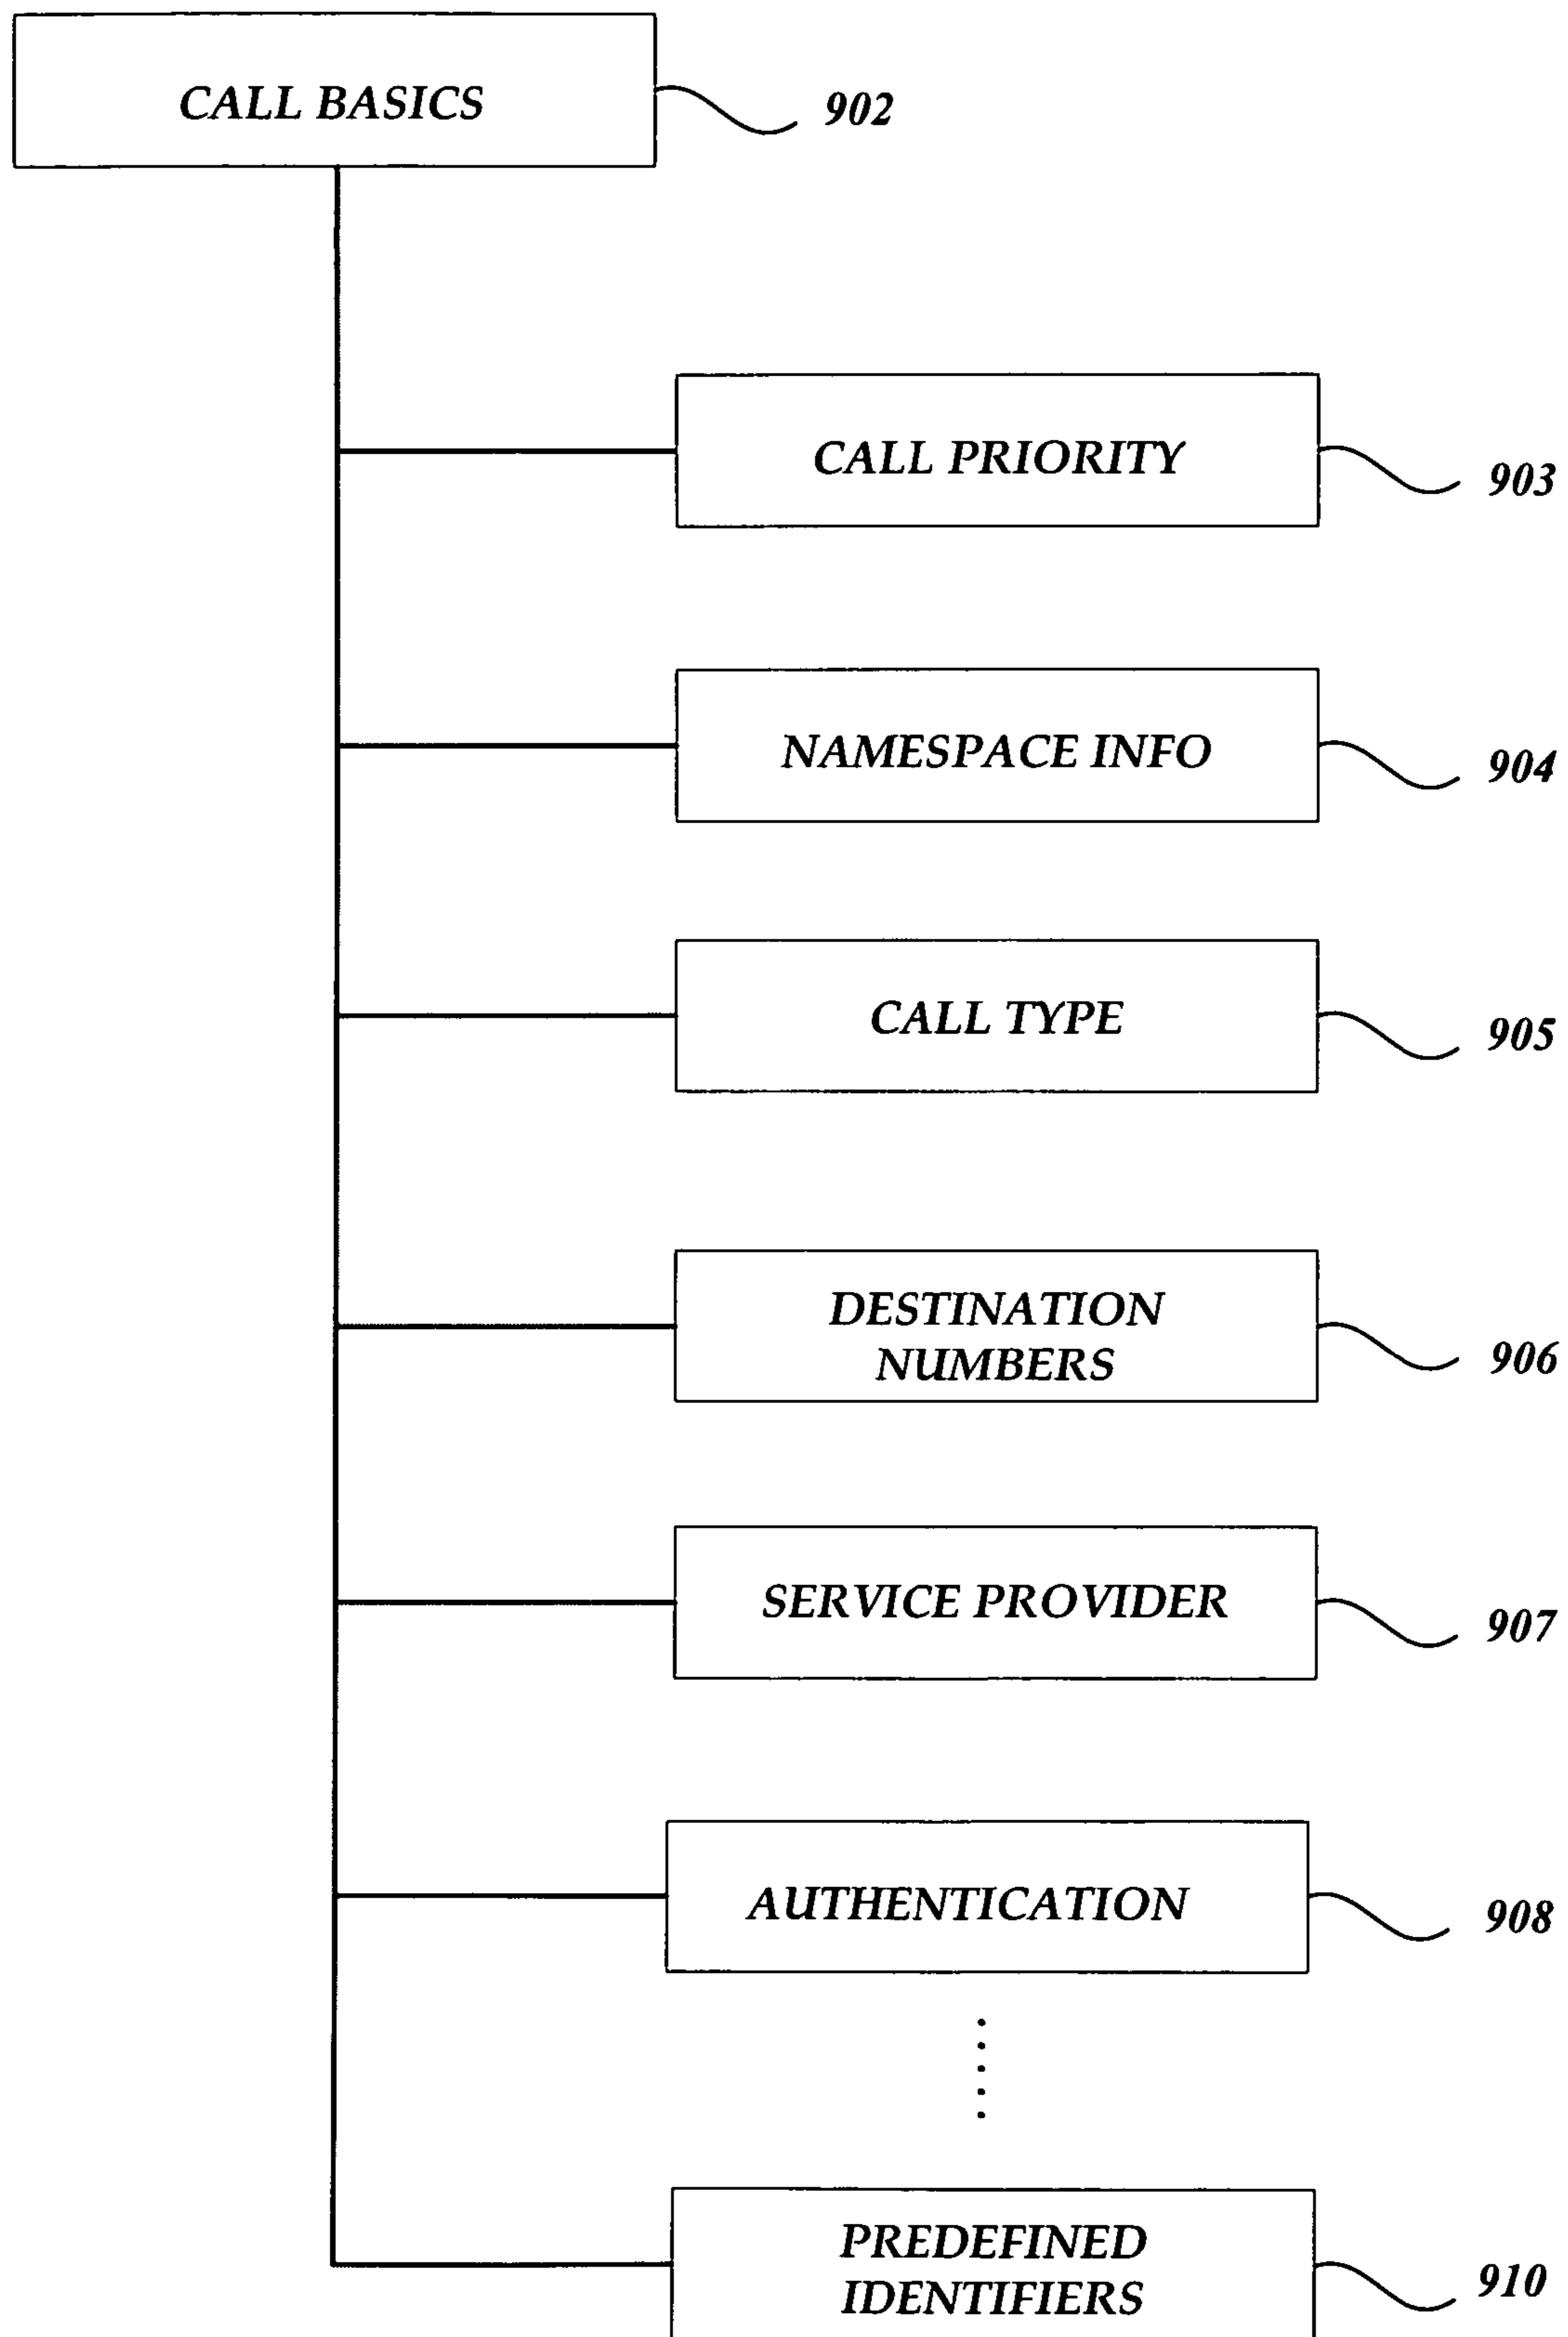 CALL BASICS
902
CALL PRIORITY
903
NAMESPACE INFO
904
CALL TYPE
905
DESTINATION
NUMBERS
906
SERVICE PROVIDER
907
AUTHENTICATION
908
PREDEFINED
IDENTIFIERS
910